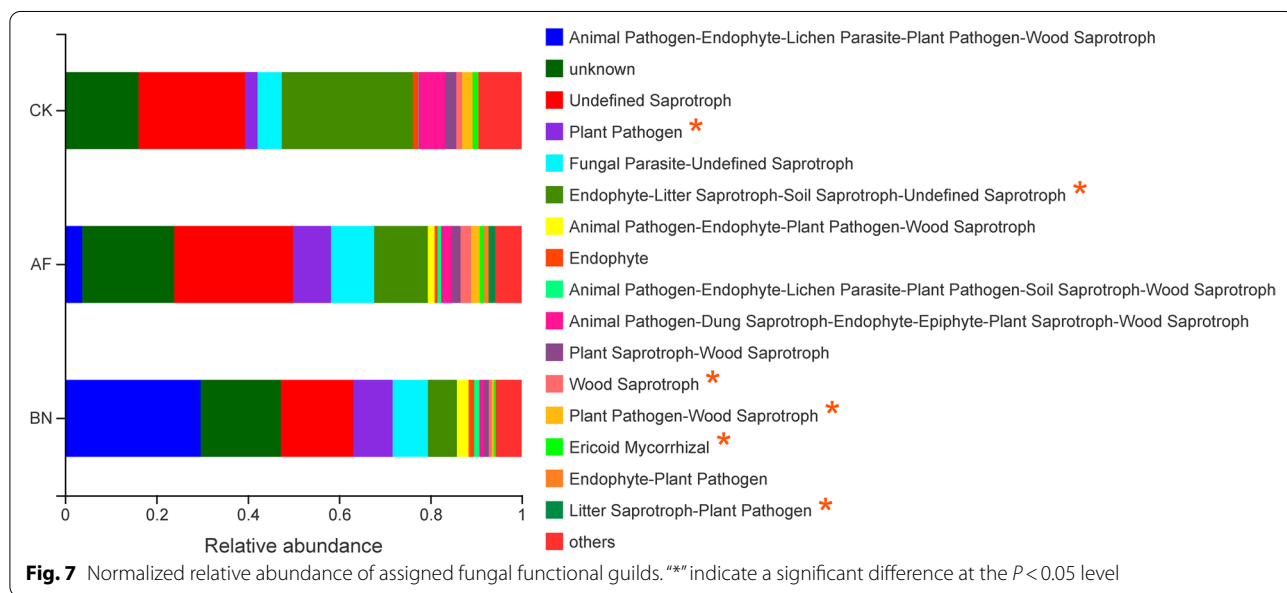 CK
AF
BN
0 0.2 0.4 0.6 0.8 1
Relative abundance
Animal Pathogen-Endophyte-Lichen Parasite-Plant Pathogen-Wood Saprotroph
unknown
Undefined Saprotroph
Plant Pathogen *
Fungal Parasite-Undefined Saprotroph
Endophyte-Litter Saprotroph-Soil Saprotroph-Undefined Saprotroph *
Animal Pathogen-Endophyte-Plant Pathogen-Wood Saprotroph
Endophyte
Animal Pathogen-Endophyte-Lichen Parasite-Plant Pathogen-Soil Saprotroph-Wood Saprotroph
Animal Pathogen-Dung Saprotroph-Endophyte-Epiphyte-Plant Saprotroph-Wood Saprotroph
Plant Saprotroph-Wood Saprotroph
Wood Saprotroph *
Plant Pathogen-Wood Saprotroph *
Ericoid Mycorrhizal *
Endophyte-Plant Pathogen
Litter Saprotroph-Plant Pathogen *
others
Fig. 7 Normalized relative abundance of assigned fungal functional guilds. “*” indicate a significant difference at the P < 0.05 level